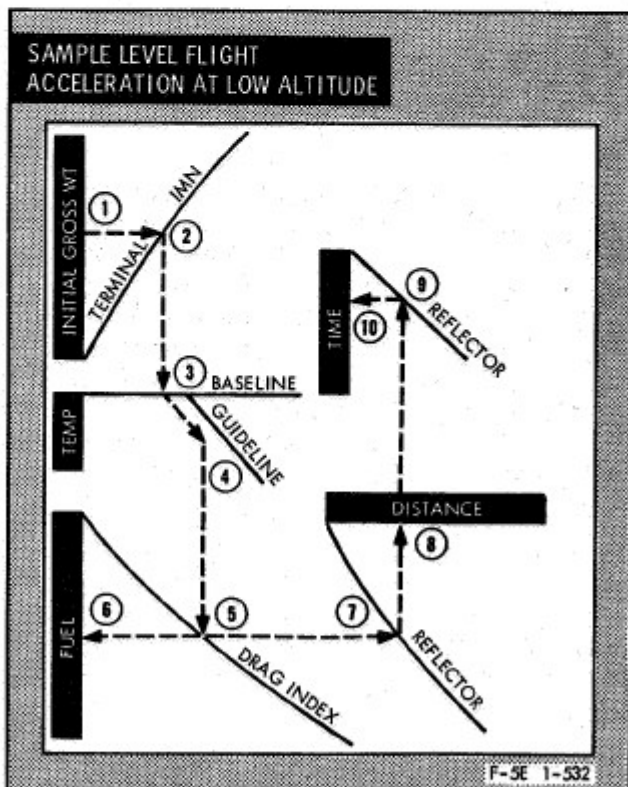 SAMPLE LEVEL FLIGHT
ACCELERATION AT LOW ALTITUDE
INITIAL GROSS WT
1
2
TERMINAL IMN
3
BASELINE
TEMP
GUIDELINE
4
FUEL
6
5
DRAG INDEX
TIME
10
9
REFLECTOR
DISTANCE
8
7
REFLECTOR
F-5E 1-532